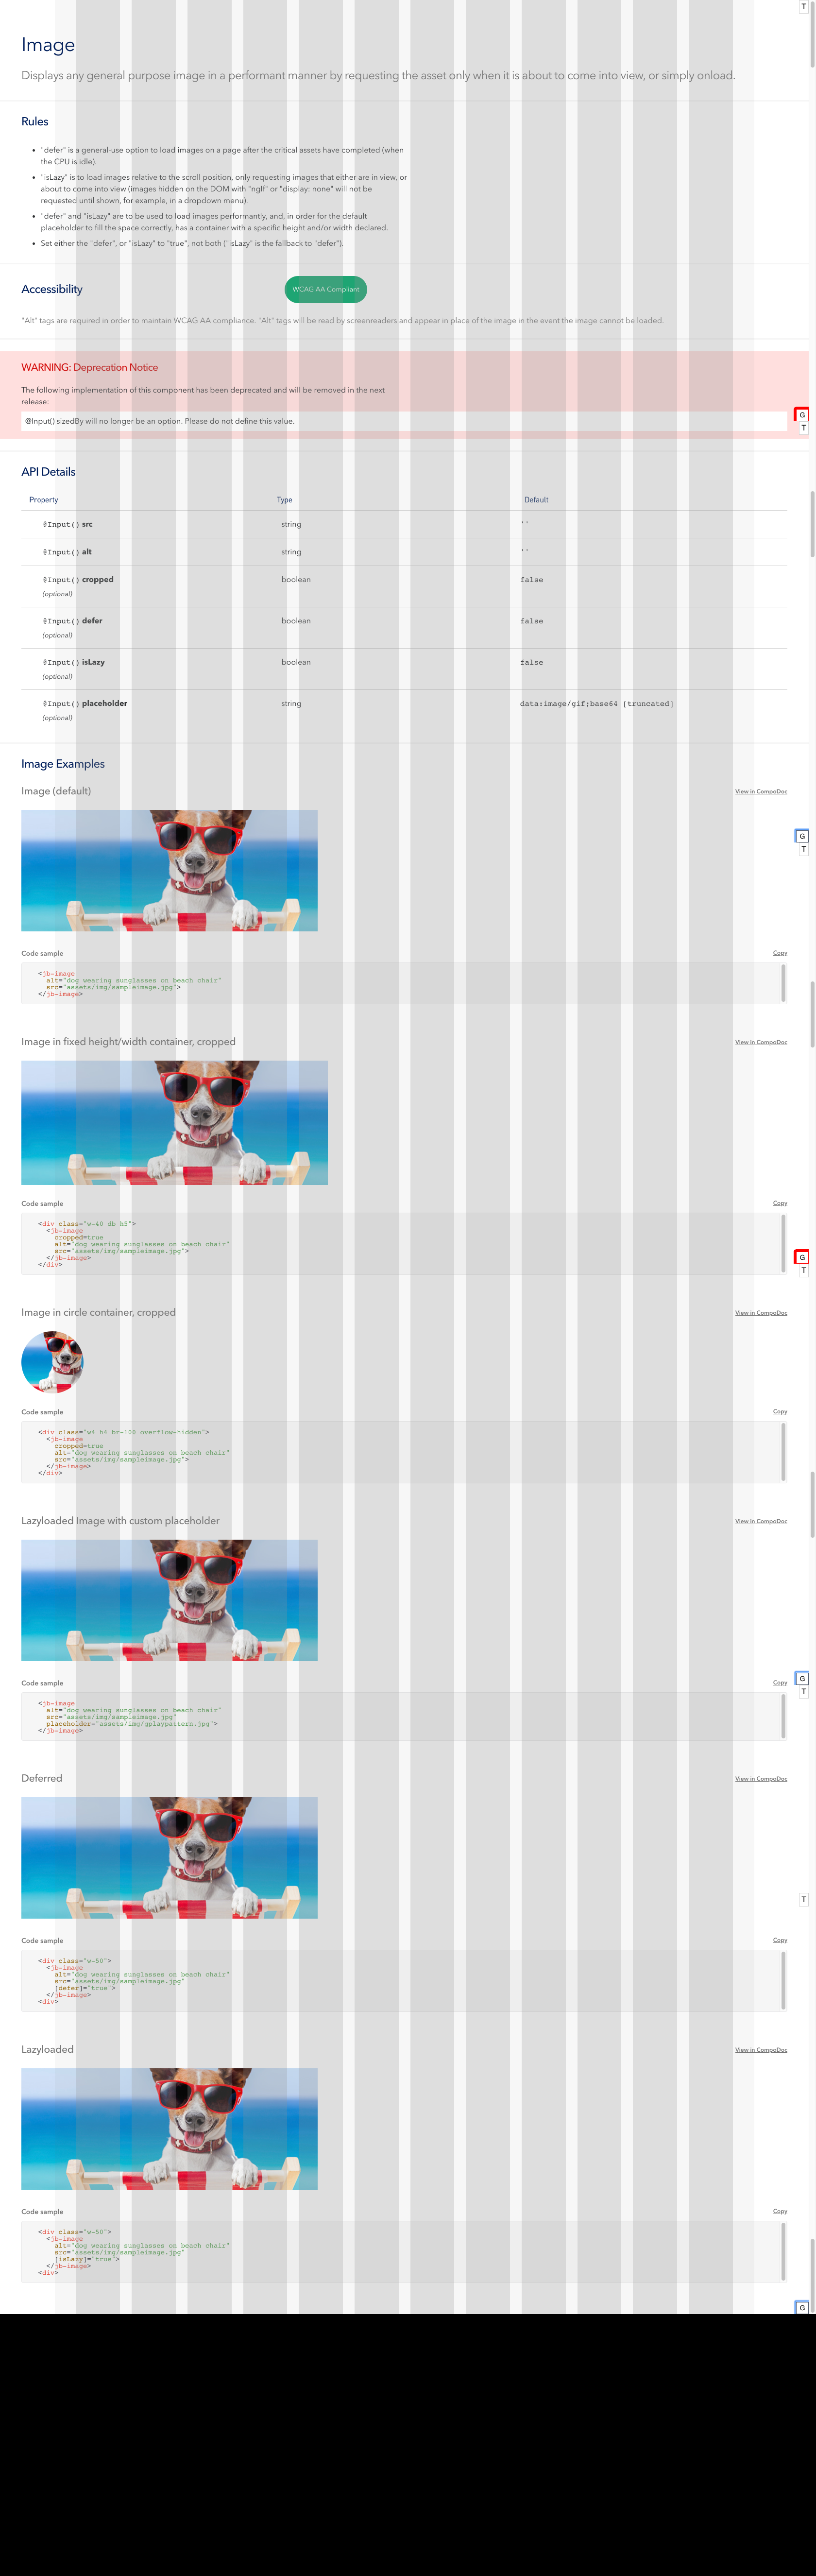 T
Image
Displays any general purpose image in a performant manner by requesting the asset only when it is about to come into view, or simply onload.
Rules
• "defer" is a general-use option to load images on a page after the critical assets have completed (when
the CPU is idle).
• "isLazy" is to load images relative to the scroll position, only requesting images that either are in view, or
about to come into view (images hidden on the DOM with "ngIf" or "display: none" will not be
requested until shown, for example, in a dropdown menu).
• "defer" and "isLazy" are to be used to load images performantly, and, in order for the default
placeholder to fill the space correctly, has a container with a specific height and/or width declared.
• Set either the "defer", or "isLazy" to "true", not both ("isLazy" is the fallback to "defer").
Accessibility
WCAG AA Compliant
"Alt" tags are required in order to maintain WCAG AA compliance. "Alt" tags will be read by screenreaders and appear in place of the image in the event the image cannot be loaded.
WARNING: Deprecation Notice
The following implementation of this component has been deprecated and will be removed in the next
release:
@Input() sizedBy will no longer be an option. Please do not define this value.
G
T
API Details
Property Type Default
@Input() src string ''
@Input() alt string ''
@Input() cropped boolean false
(optional)
@Input() defer boolean false
(optional)
@Input() isLazy boolean false
(optional)
@Input() placeholder string data:image/gif;base64 [truncated]
(optional)
Image Examples
Image (default) View in CompoDoc
G
T
Code sample Copy
<jb-image
alt="dog wearing sunglasses on beach chair"
src="assets/img/sampleimage.jpg">
</jb-image>
Image in fixed height/width container, cropped View in CompoDoc
Code sample Copy
<div class="w-40 db h5">
<jb-image
cropped=true
alt="dog wearing sunglasses on beach chair"
src="assets/img/sampleimage.jpg">
</jb-image>
</div>
G
T
Image in circle container, cropped View in CompoDoc
Code sample Copy
<div class="w4 h4 br-100 overflow-hidden">
<jb-image
cropped=true
alt="dog wearing sunglasses on beach chair"
src="assets/img/sampleimage.jpg">
</jb-image>
</div>
Lazyloaded Image with custom placeholder View in CompoDoc
Code sample Copy
G
T
<jb-image
alt="dog wearing sunglasses on beach chair"
src="assets/img/sampleimage.jpg"
placeholder="assets/img/gplaypattern.jpg">
</jb-image>
Deferred View in CompoDoc
T
Code sample Copy
<div class="w-50">
<jb-image
alt="dog wearing sunglasses on beach chair"
src="assets/img/sampleimage.jpg"
[defer]="true">
</jb-image>
<div>
Lazyloaded View in CompoDoc
Code sample Copy
<div class="w-50">
<jb-image
alt="dog wearing sunglasses on beach chair"
src="assets/img/sampleimage.jpg"
[isLazy]="true">
</jb-image>
<div>
G